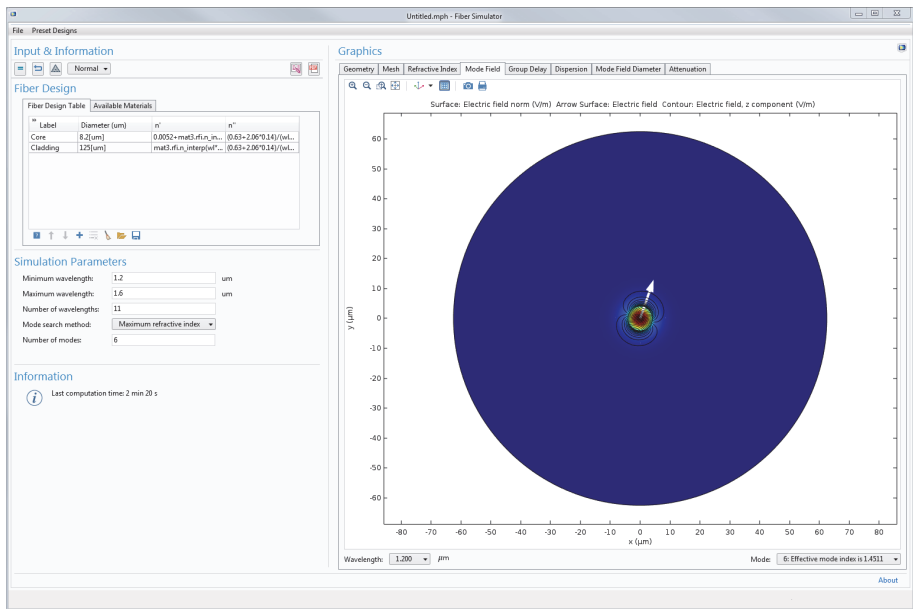 Untitled.mph - Fiber Simulator
File Preset Designs
Input & Information
Normal
Fiber Design
Fiber Design Table Available Materials
Label Diameter (um) n' n''
Core 8.2[um] 0.0052+mat3.rfi.n_in... (0.63+2.06*0.14)/(wl...
Cladding 125[um] mat3.rfi.n_interp(wl*... (0.63+2.06*0.14)/(wl...
Simulation Parameters
Minimum wavelength: 1.2 um
Maximum wavelength: 1.6 um
Number of wavelengths: 11
Mode search method: Maximum refractive index
Number of modes: 6
Information
Last computation time: 2 min 20 s
Graphics
Geometry Mesh Refractive Index Mode Field Group Delay Dispersion Mode Field Diameter Attenuation
Surface: Electric field norm (V/m) Arrow Surface: Electric field Contour: Electric field, z component (V/m)
60
50
40
30
20
10
0
-10
-20
-30
-40
-50
-60
y (µm)
-80 -70 -60 -50 -40 -30 -20 -10 0 10 20 30 40 50 60 70 80
x (µm)
Wavelength: 1.200 µm Mode: 6: Effective mode index is 1.4511
About